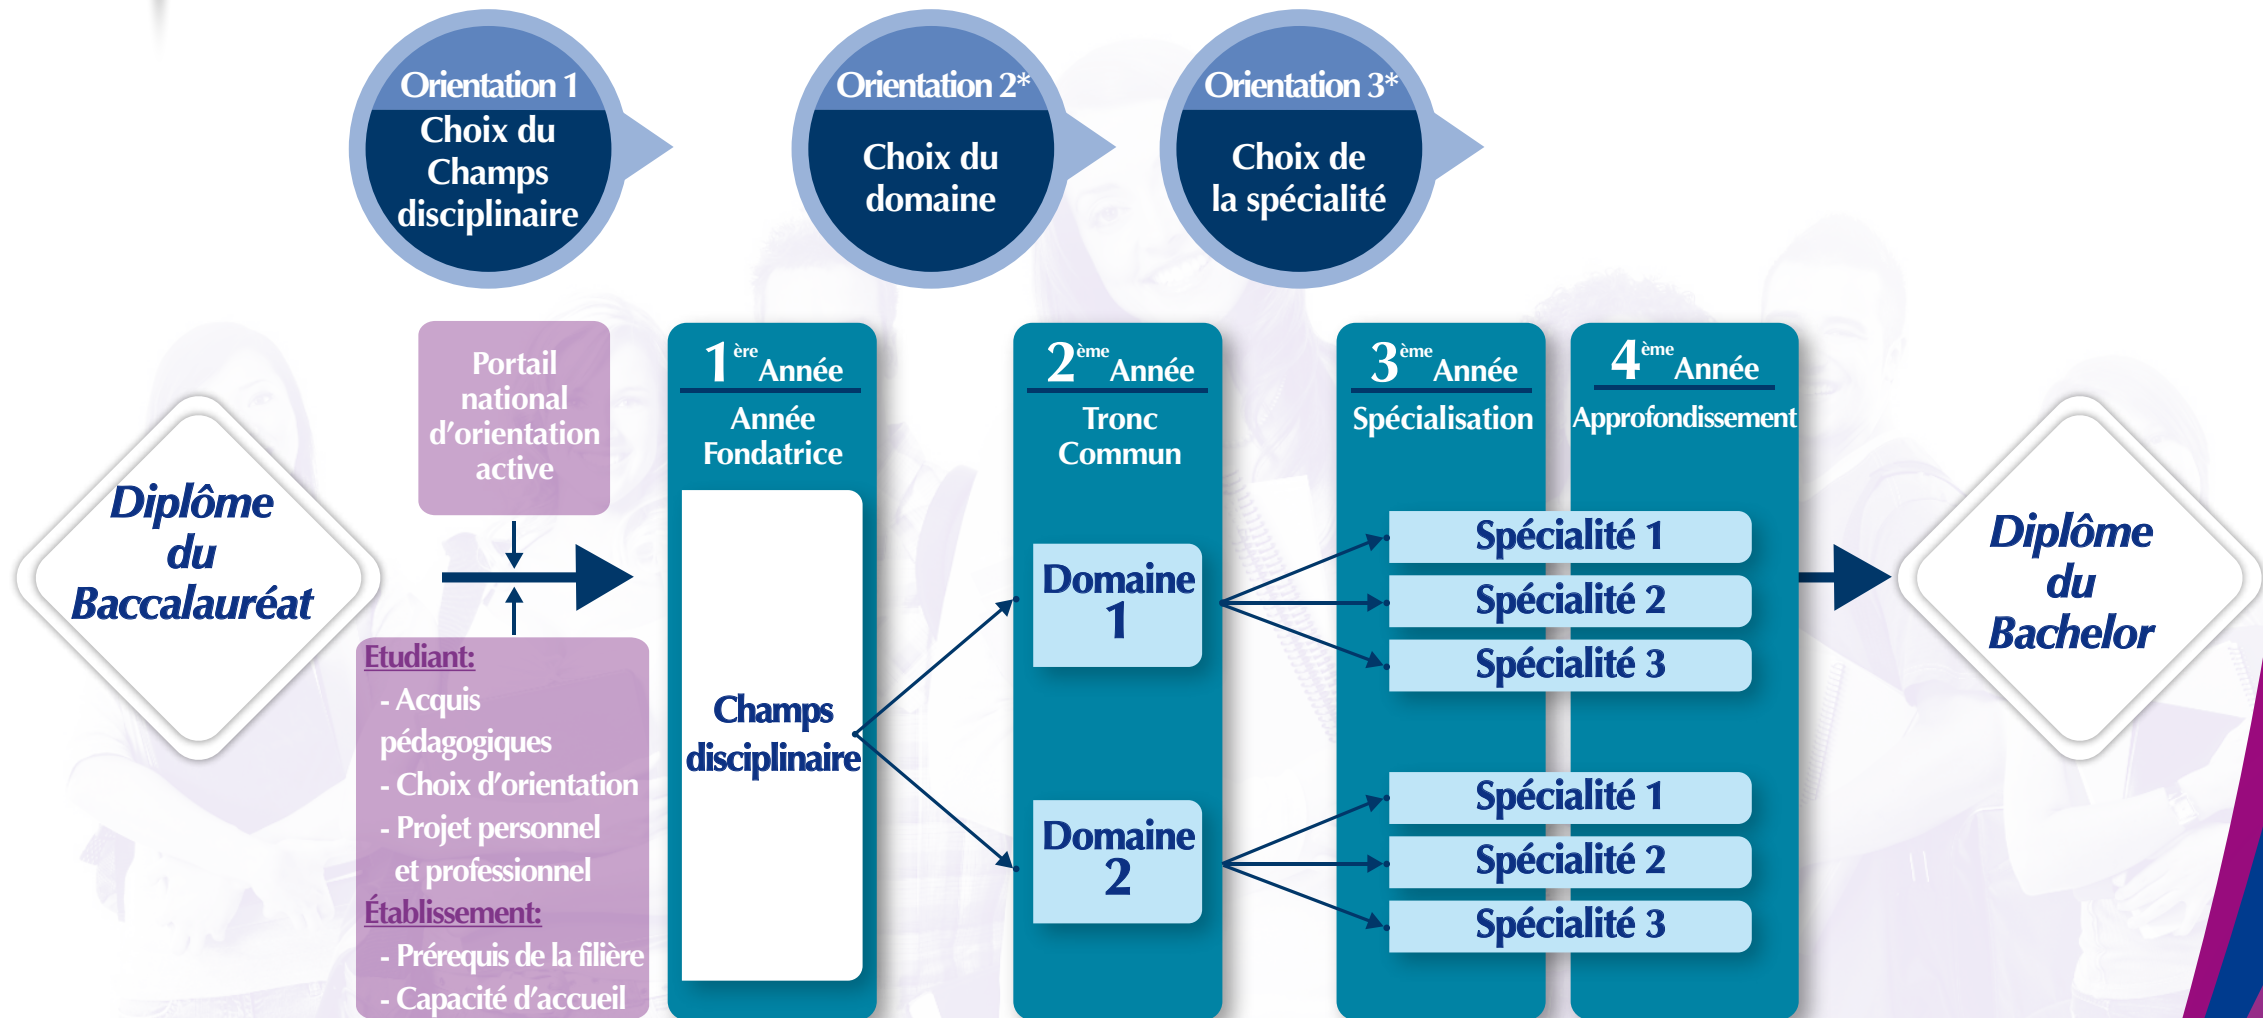 Orientation 1
Choix du
Champs
disciplinaire
Orientation 2*
Choix du
domaine
Orientation 3*
Choix de
la spécialité
Diplôme
du
Baccalauréat
Portail
national
d'orientation
active
Etudiant:
- Acquis
pédagogiques
- Choix d'orientation
- Projet personnel
et professionnel
Établissement:
- Prérequis de la filière
- Capacité d'accueil
1ère Année
Année
Fondatrice
Champs
disciplinaire
2ème Année
Tronc
Commun
Domaine
1
Domaine
2
3ème Année
Spécialisation
4ème Année
Approfondissement
Spécialité 1
Spécialité 2
Spécialité 3
Spécialité 1
Spécialité 2
Spécialité 3
Diplôme
du
Bachelor